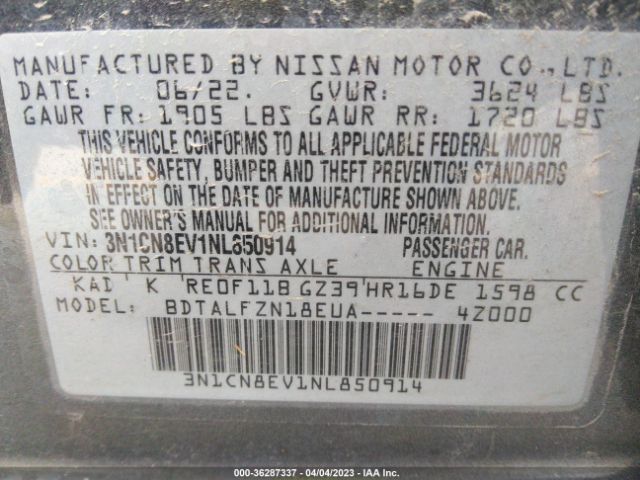 MANUFACTURED BY NISSAN MOTOR CO., LTD.
DATE: 06/22. GVWR: 3624 LBS
GAWR FR: 1905 LBS GAWR RR: 1720 LBS
THIS VEHICLE CONFORMS TO ALL APPLICABLE FEDERAL MOTOR
VEHICLE SAFETY, BUMPER AND THEFT PREVENTION STANDARDS
IN EFFECT ON THE DATE OF MANUFACTURE SHOWN ABOVE.
SEE OWNER'S MANUAL FOR ADDITIONAL INFORMATION.
VIN: 3N1CN8EV1NL850914 PASSENGER CAR.
COLOR TRIM TRANS AXLE ENGINE
KAD K RE0F11B GZ39 HR16DE 1598 CC
MODEL: BDTALFZN18EUA----- 4Z000
3N1CN8EV1NL850914
000-36287337 - 04/04/2023 - IAA Inc.